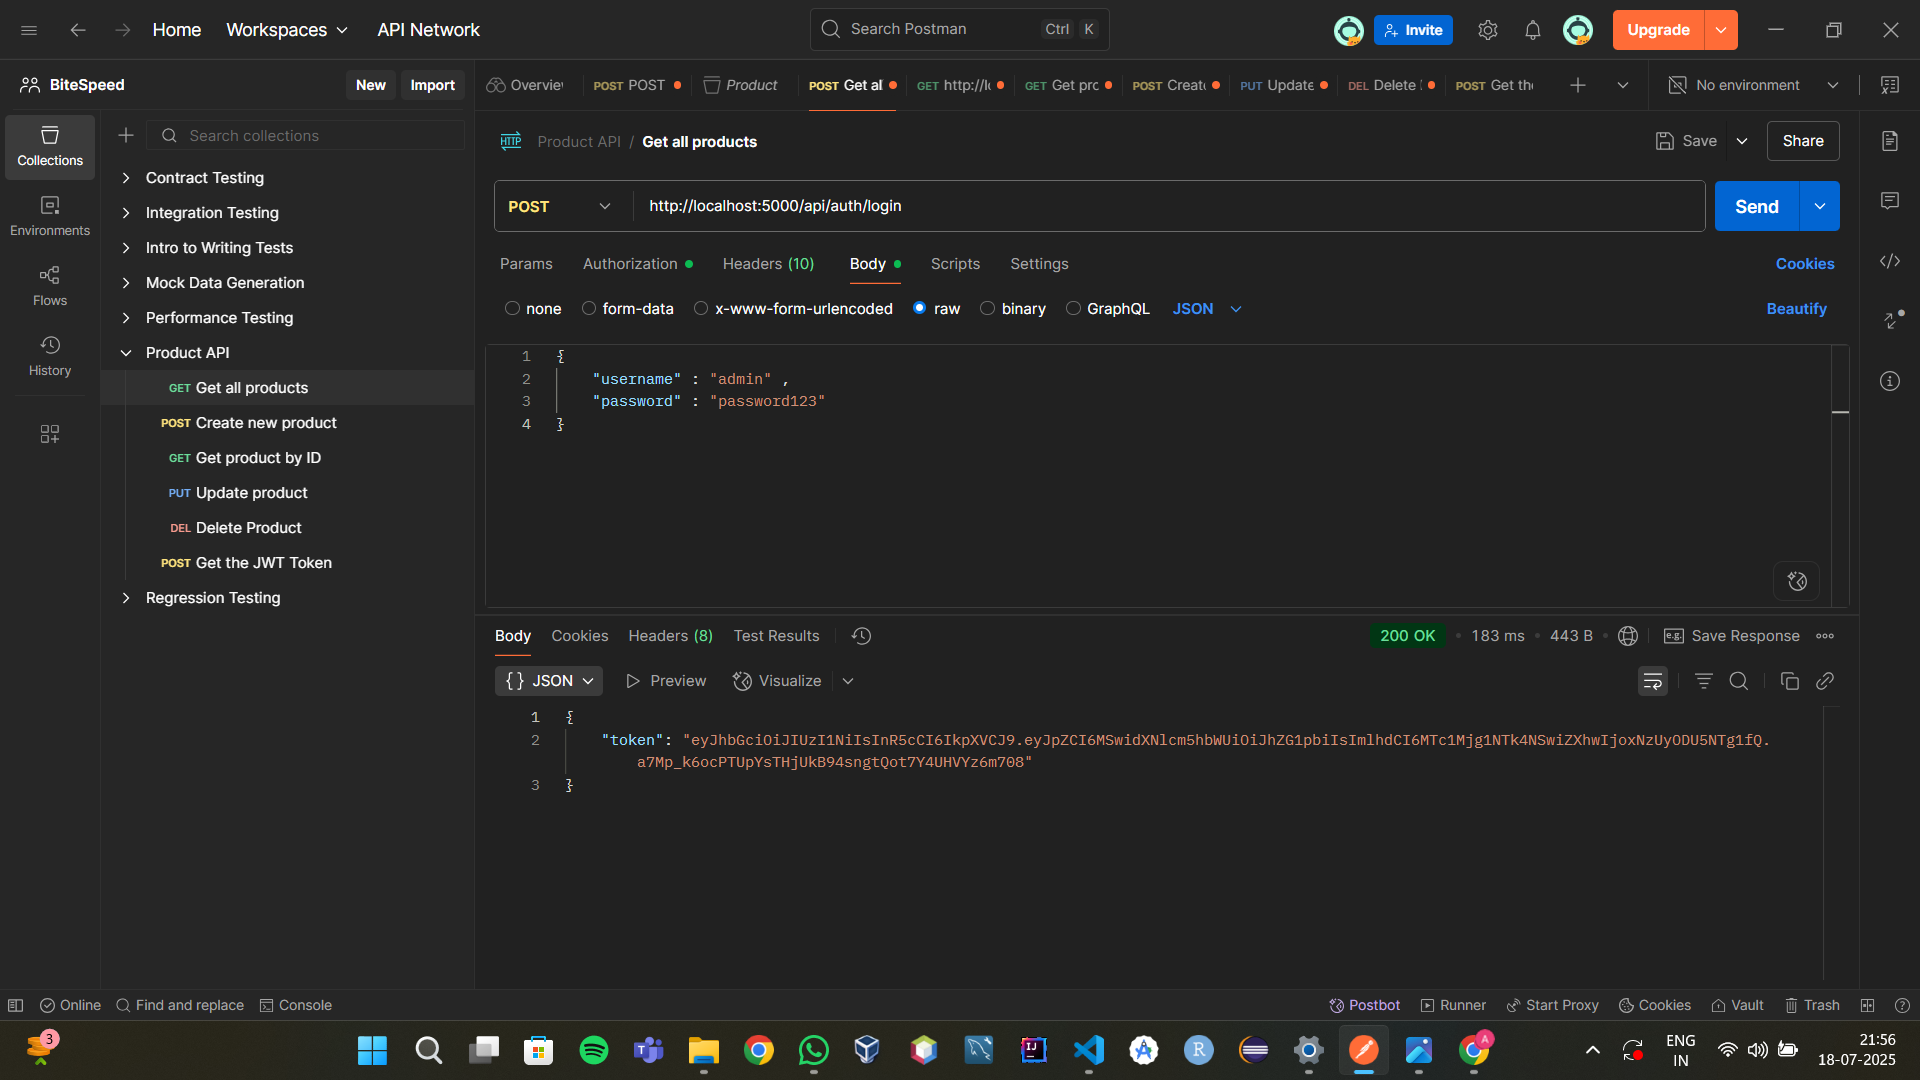 Home Workspaces API Network Search Postman Ctrl K Invite Upgrade
BiteSpeed New Import Overvie POST POST Product POST Get al GET http://l GET Get prc POST Create PUT Update DEL Delete POST Get the No environment
Collections
Environments
Flows
History
Search collections
Contract Testing
Integration Testing
Intro to Writing Tests
Mock Data Generation
Performance Testing
Product API
GET Get all products
POST Create new product
GET Get product by ID
PUT Update product
DEL Delete Product
POST Get the JWT Token
Regression Testing
HTTP Product API / Get all products Save Share
POST http://localhost:5000/api/auth/login Send
Params Authorization Headers (10) Body Scripts Settings Cookies
none form-data x-www-form-urlencoded raw binary GraphQL JSON Beautify
1 {
2 "username" : "admin" ,
3 "password" : "password123"
4 }
Body Cookies Headers (8) Test Results 200 OK • 183 ms • 443 B • e.g. Save Response
{} JSON Preview Visualize
1 {
2 "token": "eyJhbGciOiJIUzI1NiIsInR5cCI6IkpXVCJ9.eyJpZCI6MSwidXNlcm5hbWUiOiJhZG1pbiIsImlhdCI6MTc1Mjg1NTk4NSwiZXhwIjoxNzUyODU5NTg1fQ.
a7Mp_k6ocPTUpYsTHjUkB94sngtQot7Y4UHVYz6m708"
3 }
Online Find and replace Console Postbot Runner Start Proxy Cookies Vault Trash
3 ENG 21:56
IN 18-07-2025